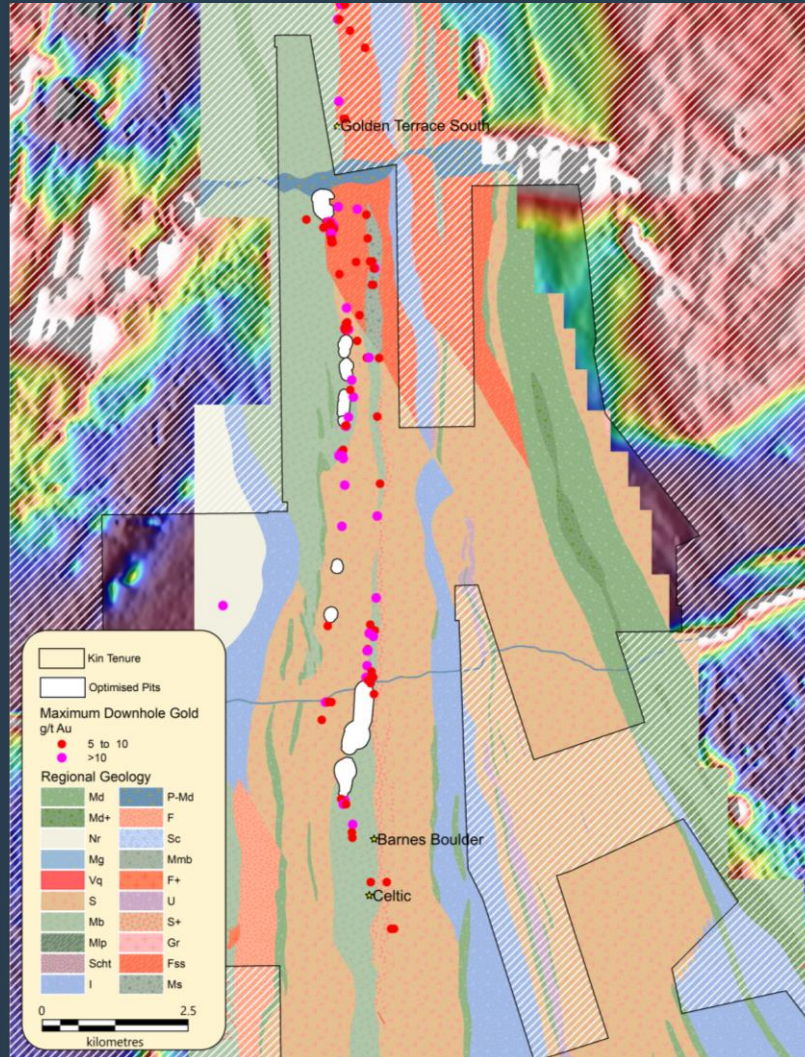 Golden Terrace South
Barnes Boulder
Celtic
Kin Tenure
Optimised Pits
Maximum Downhole Gold
g/t Au
5 to 10
>10
Regional Geology
Md
P-Md
Md+
F
Nr
Sc
Mg
Mmb
Vq
F+
S
U
Mb
S+
Mlp
Gr
Scht
Fss
I
Ms
0 2.5
kilometres